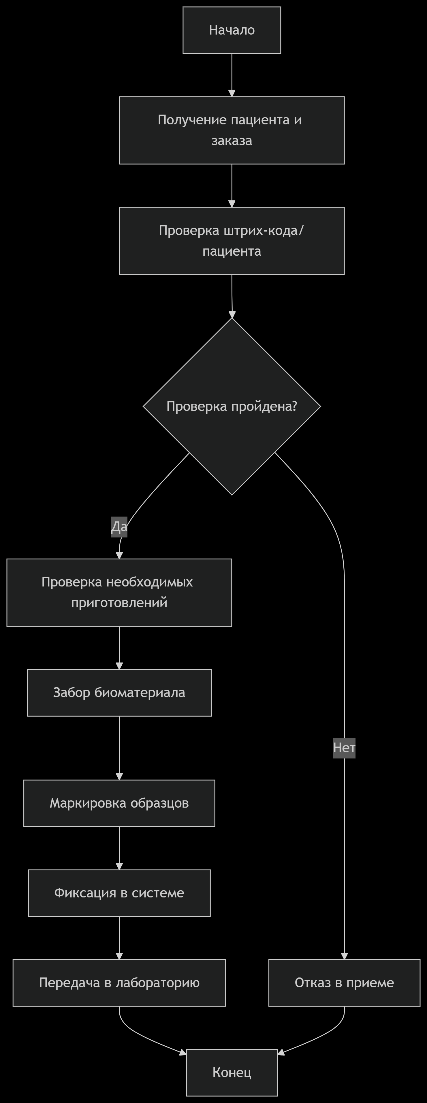 Начало
Получение пациента и
заказа
Проверка штрих-кода/
пациента
Проверка пройдена?
Да
Проверка необходимых
приготовлений
Забор биоматериала
Нет
Маркировка образцов
Фиксация в системе
Передача в лабораторию
Отказ в приеме
Конец